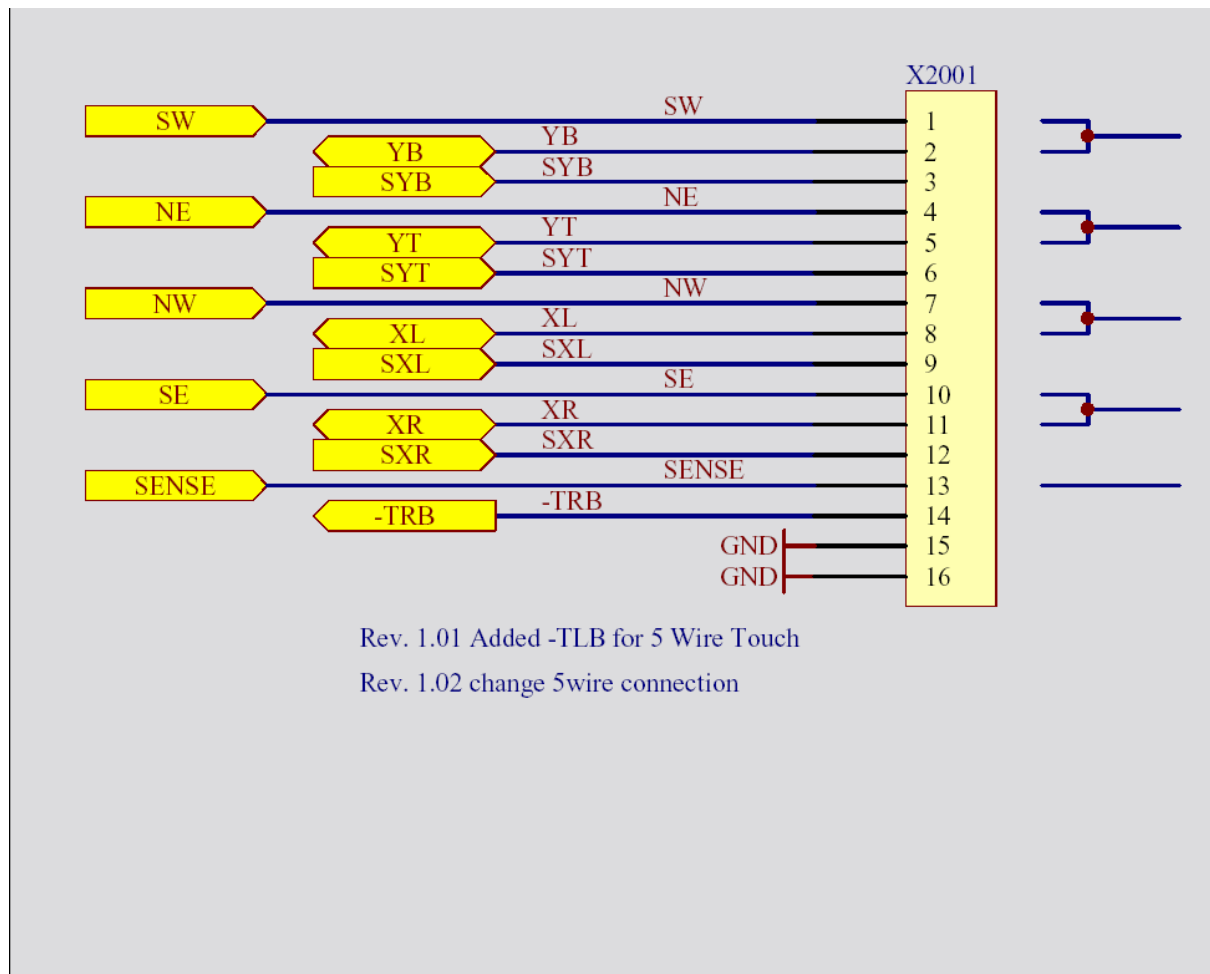 X2001
SW SW 1
YB YB 2
SYB SYB 3
NE NE 4
YT YT 5
SYT SYT 6
NW NW 7
XL XL 8
SXL SXL 9
SE SE 10
XR XR 11
SXR SXR 12
SENSE SENSE 13
-TRB -TRB 14
GND 15
GND 16
Rev. 1.01 Added -TLB for 5 Wire Touch
Rev. 1.02 change 5wire connection